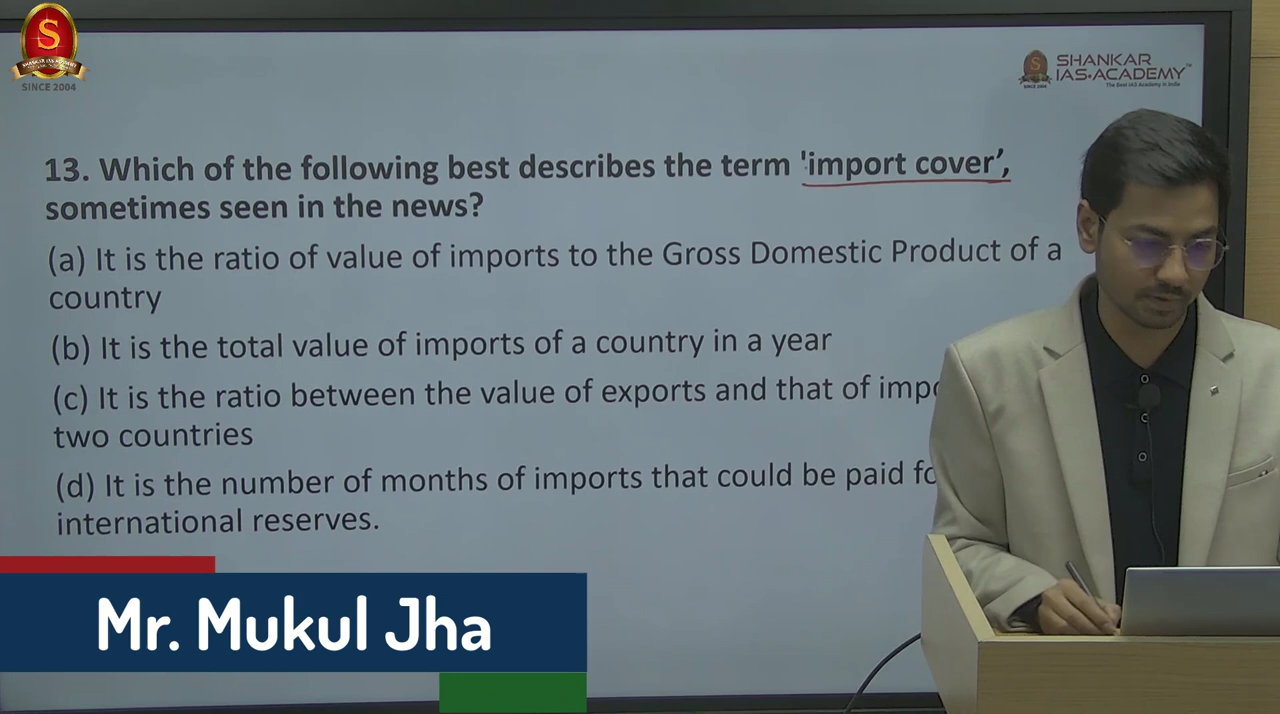 S
SHANKAR IAS ACADEMY
SINCE 2004
SHANKAR
IAS ACADEMY™
The Best IAS Academy in India
13. Which of the following best describes the term 'import cover’,
sometimes seen in the news?
(a) It is the ratio of value of imports to the Gross Domestic Product of a
country
(b) It is the total value of imports of a country in a year
(c) It is the ratio between the value of exports and that of
two countries
(d) It is the number of months of imports that could be paid
international reserves.
Mr. Mukul Jha